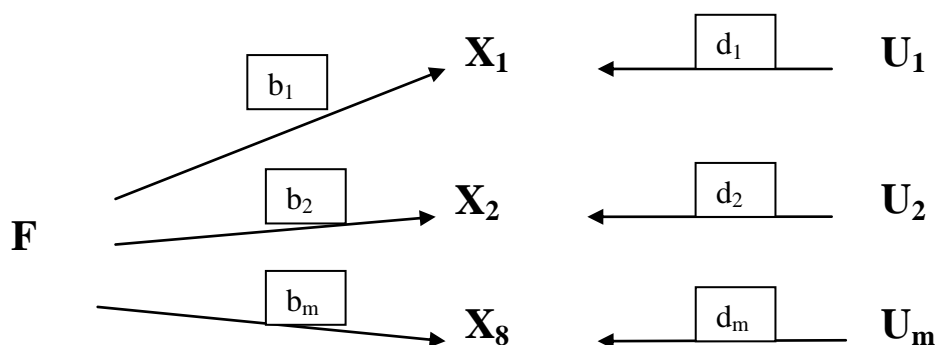 X₁ d₁ U₁
b₁
b₂ X₂ d₂ U₂
F
bₘ
X₈ dₘ Uₘ